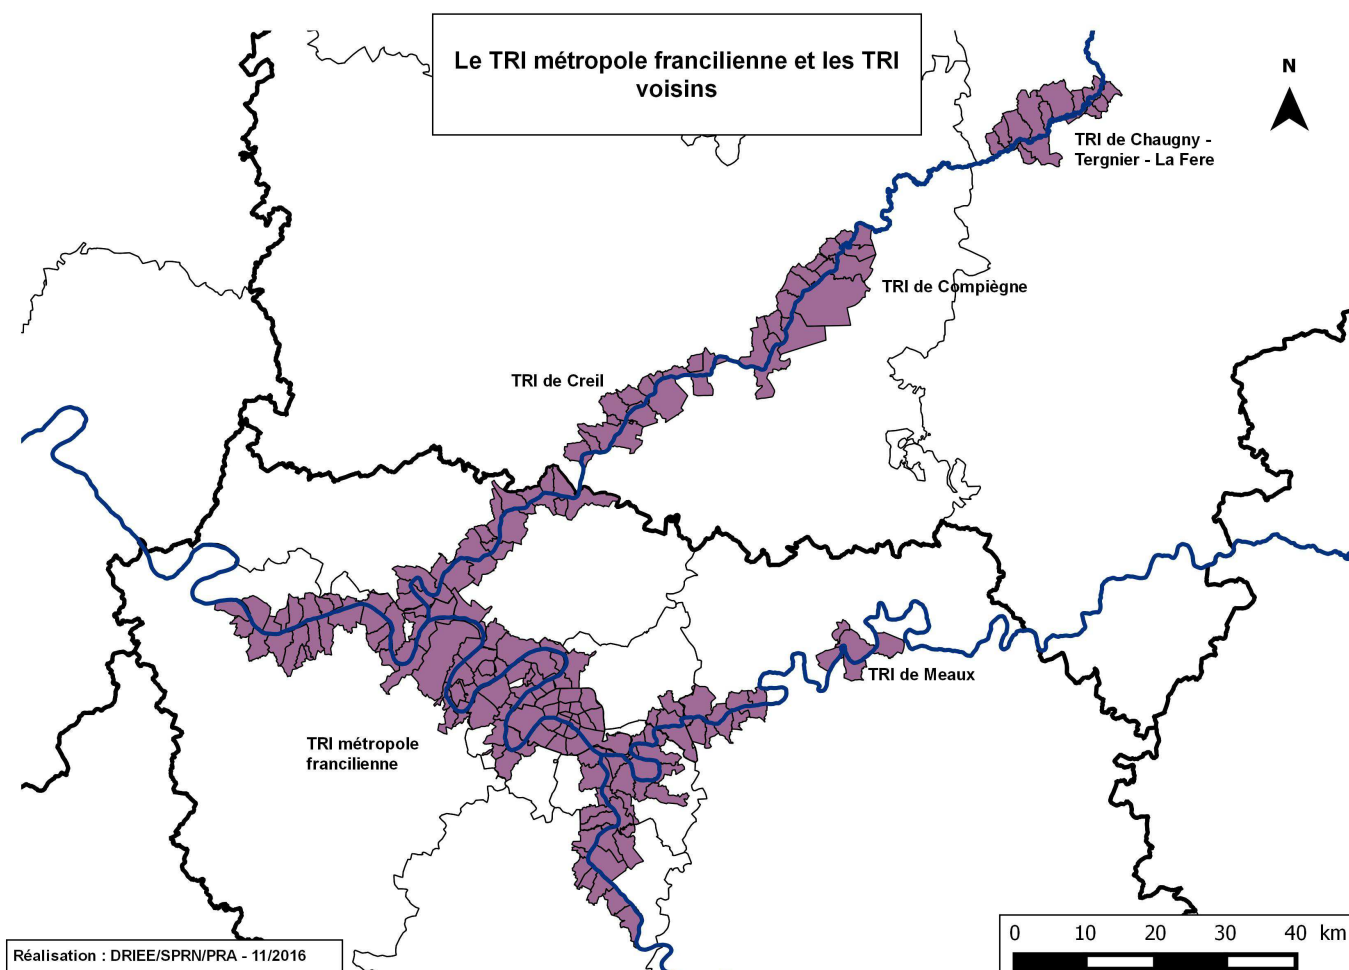 Le TRI métropole francilienne et les TRI
voisins
N
TRI de Chaugny -
Tergnier - La Fere
TRI de Compiègne
TRI de Creil
TRI de Meaux
TRI métropole
francilienne
Réalisation : DRIEE/SPRN/PRA - 11/2016
0 10 20 30 40 km